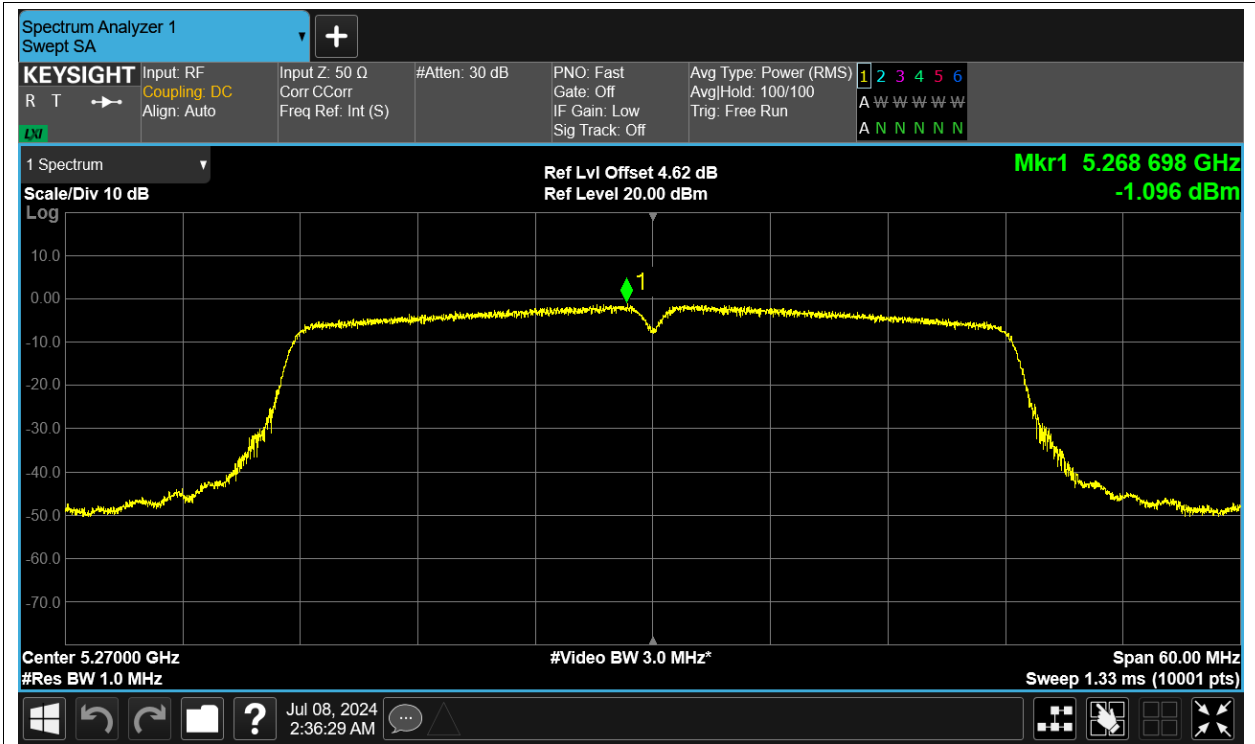 Spectrum Analyzer 1
Swept SA
KEYSIGHT
R T
LXI
Input: RF
Coupling: DC
Align: Auto
Input Z: 50 Ω
Corr CCorr
Freq Ref: Int (S)
#Atten: 30 dB
PNO: Fast
Gate: Off
IF Gain: Low
Sig Track: Off
Avg Type: Power (RMS)
Avg|Hold: 100/100
Trig: Free Run
1 2 3 4 5 6
A W W W W W
A N N N N N
1 Spectrum
Scale/Div 10 dB
Log
Ref Lvl Offset 4.62 dB
Ref Level 20.00 dBm
Mkr1 5.268 698 GHz
-1.096 dBm
1
10.0
0.00
-10.0
-20.0
-30.0
-40.0
-50.0
-60.0
-70.0
Center 5.27000 GHz
#Res BW 1.0 MHz
#Video BW 3.0 MHz*
Span 60.00 MHz
Sweep 1.33 ms (10001 pts)
?
Jul 08, 2024
2:36:29 AM